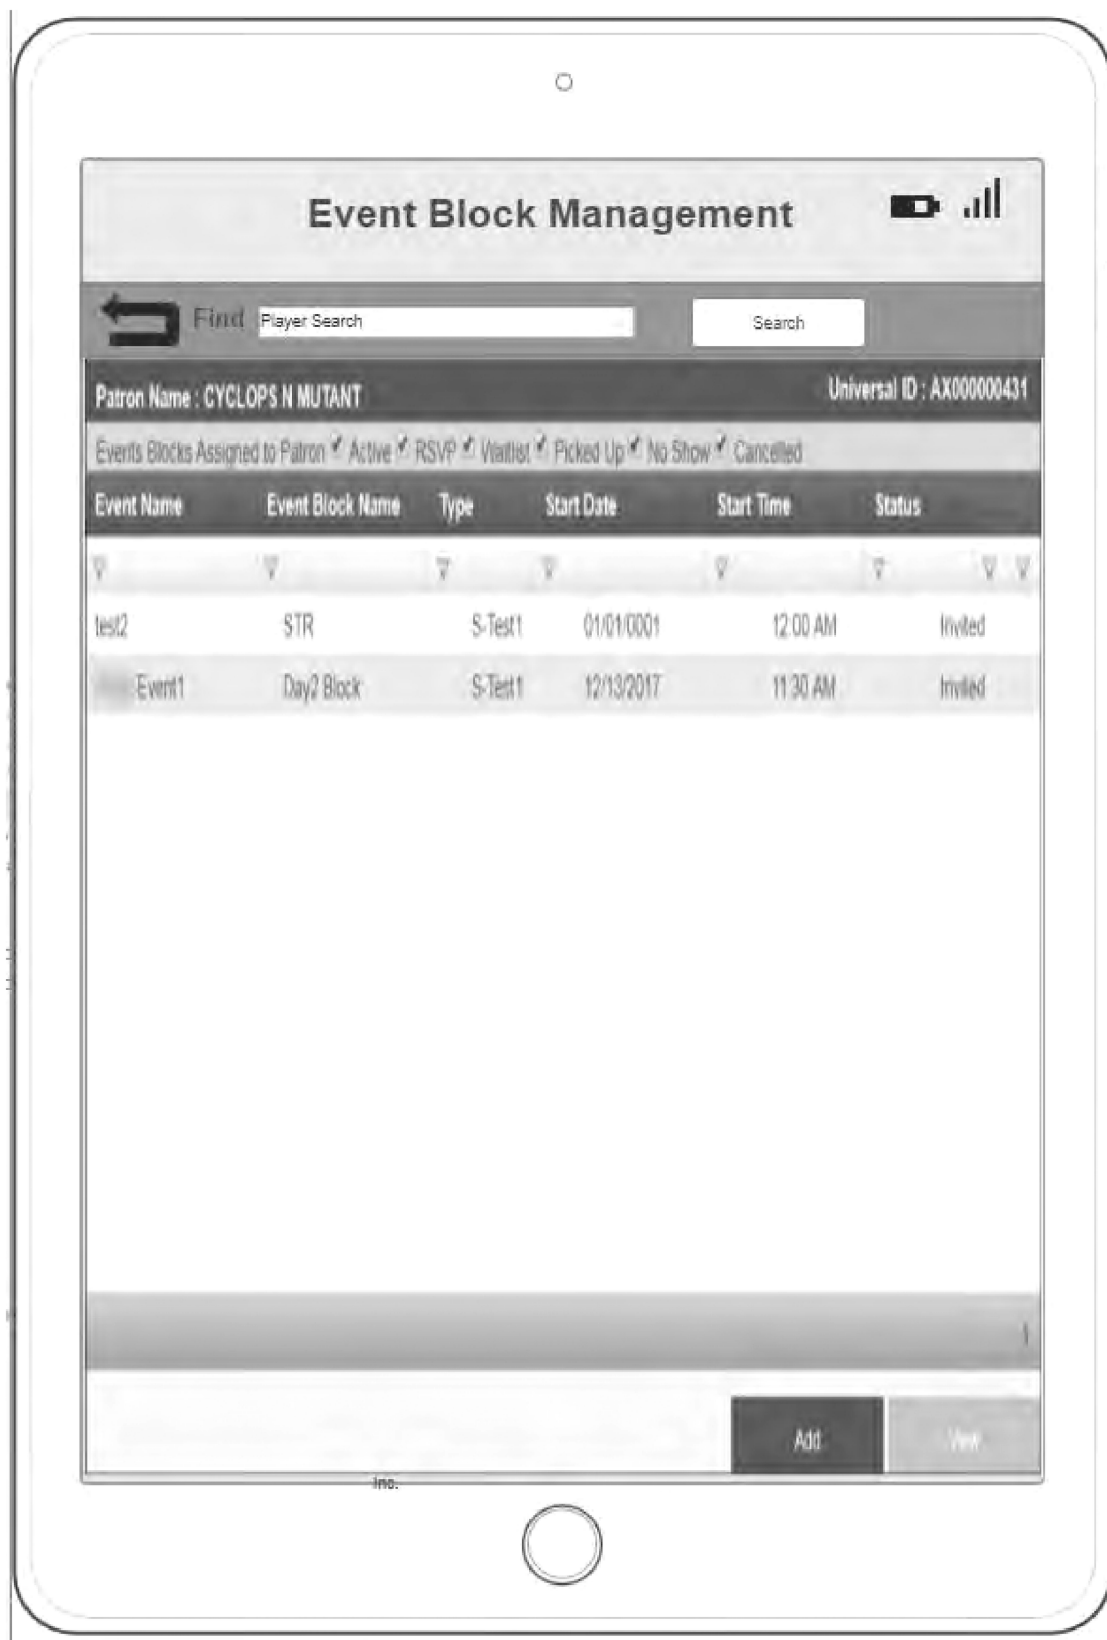 Event Block Management
Find Player Search Search
Patron Name : CYCLOPS N MUTANT Universal ID : AX000000431
Events Blocks Assigned to Patron Active RSVP Waitlist Picked Up No Show Cancelled
Event Name Event Block Name Type Start Date Start Time Status
test2 STR S-Test1 01/01/0001 12:00 AM Invited
Event1 Day2 Block S-Test1 12/13/2017 11:30 AM Invited
1
Add View
Inc.